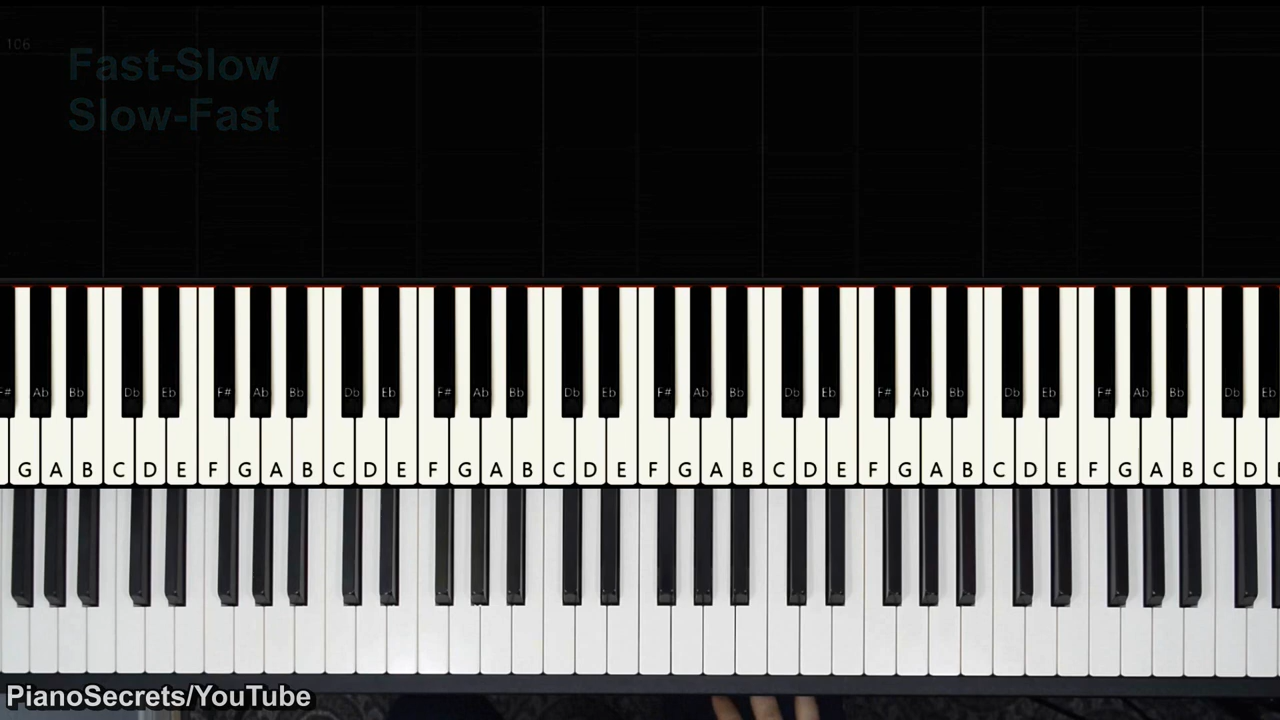 106
Fast-Slow
Slow-Fast
F# Ab Bb Db Eb F# Ab Bb Db Eb F# Ab Bb Db Eb F# Ab Bb Db Eb F# Ab Bb Db Eb F# Ab Bb Db Eb
G A B C D E F G A B C D E F G A B C D E F G A B C D E F G A B C D E F G A B C D
PianoSecrets/YouTube